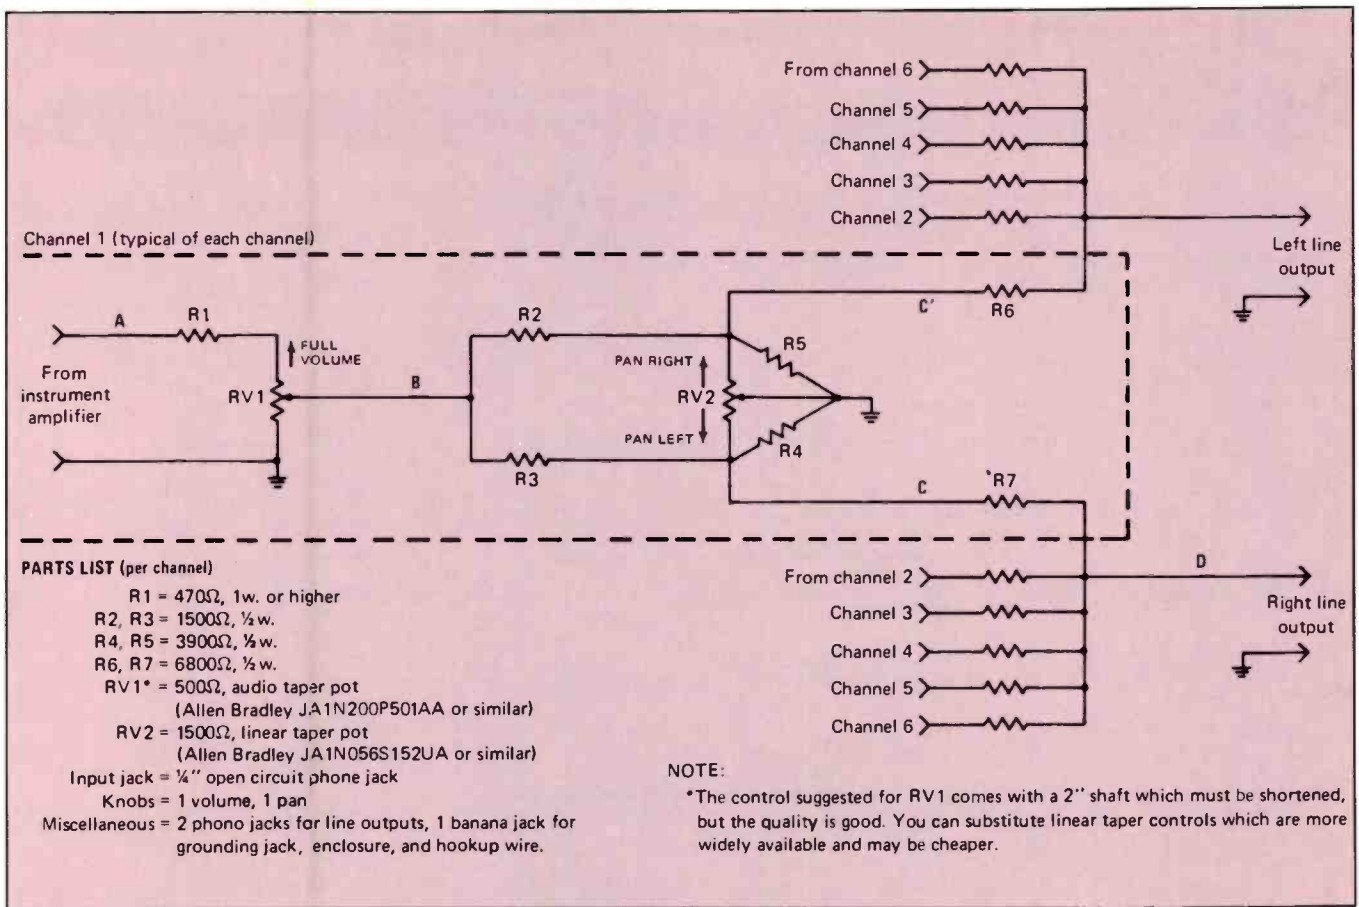 From channel 6
Channel 5
Channel 4
Channel 3
Channel 2
Left line
output
Channel 1 (typical of each channel)
A
R1
FULL
VOLUME
From
instrument
amplifier
RV1
B
R2
R3
PAN RIGHT
RV2
PAN LEFT
R5
R4
C'
R6
C
R7
From channel 2
Channel 3
Channel 4
Channel 5
Channel 6
D
Right line
output
PARTS LIST (per channel)
R1 = 470Ω, 1w. or higher
R2, R3 = 1500Ω, ½w.
R4, R5 = 3900Ω, ½w.
R6, R7 = 6800Ω, ½w.
RV1* = 500Ω, audio taper pot
(Allen Bradley JA1N200P501AA or similar)
RV2 = 1500Ω, linear taper pot
(Allen Bradley JA1N056S152UA or similar)
Input jack = ¼" open circuit phone jack
Knobs = 1 volume, 1 pan
Miscellaneous = 2 phono jacks for line outputs, 1 banana jack for
grounding jack, enclosure, and hookup wire.
NOTE:
*The control suggested for RV1 comes with a 2" shaft which must be shortened,
but the quality is good. You can substitute linear taper controls which are more
widely available and may be cheaper.